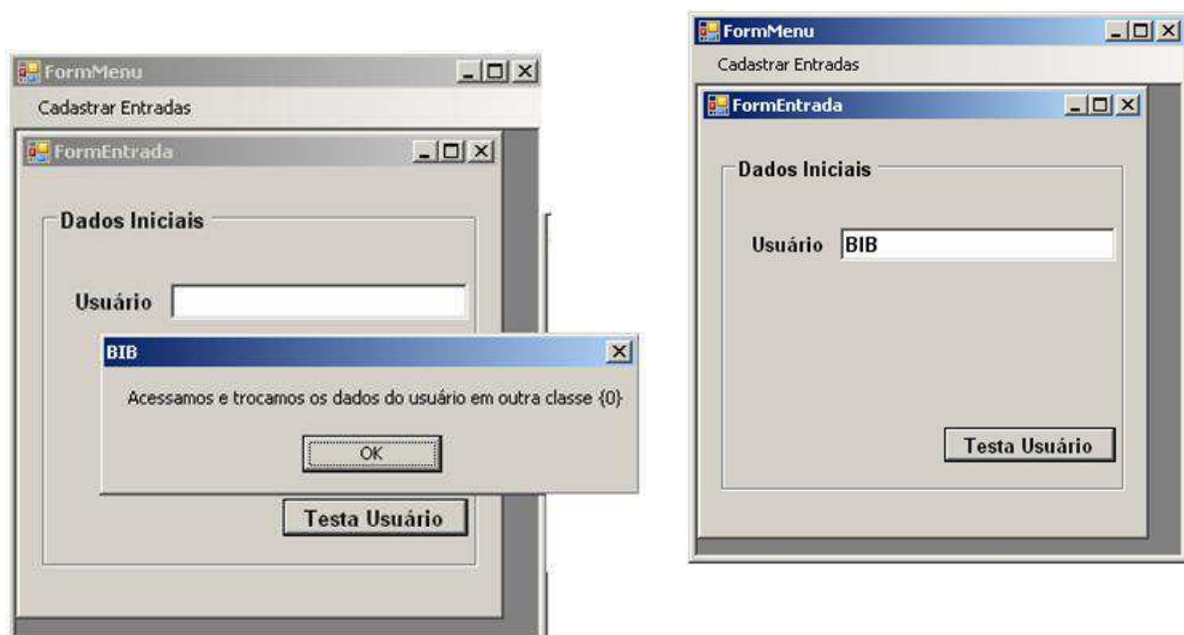 FormMenu
Cadastrar Entradas
FormEntrada
Dados Iniciais
Usuário
BIB
Acessamos e trocamos os dados do usuário em outra classe {0}
OK
Testa Usuário
FormMenu
Cadastrar Entradas
FormEntrada
Dados Iniciais
Usuário BIB
Testa Usuário